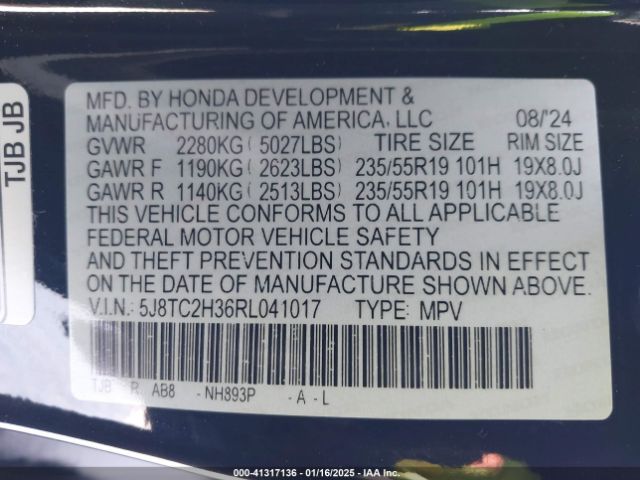 TJB JB
MFD. BY HONDA DEVELOPMENT &
MANUFACTURING OF AMERICA, LLC 08/'24
GVWR 2280KG( 5027LBS) TIRE SIZE RIM SIZE
GAWR F 1190KG( 2623LBS) 235/55R19 101H 19X8.0J
GAWR R 1140KG( 2513LBS) 235/55R19 101H 19X8.0J
THIS VEHICLE CONFORMS TO ALL APPLICABLE
FEDERAL MOTOR VEHICLE SAFETY
AND THEFT PREVENTION STANDARDS IN EFFECT
ON THE DATE OF MANUFACTURE SHOWN ABOVE.
V.I.N.: 5J8TC2H36RL041017 TYPE: MPV
TJB R AB8 -NH893P -A-L
000-41317136 - 01/16/2025 - IAA Inc.